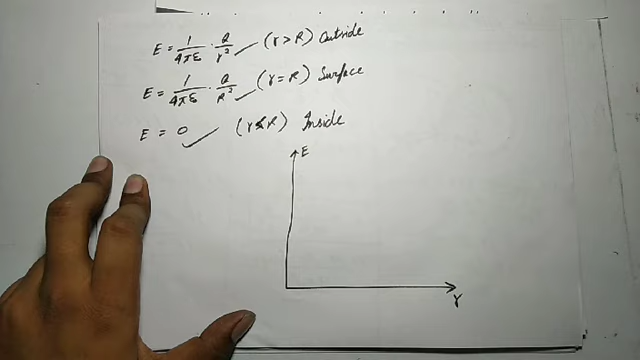 E = 1/4πε · Q/r² (r > R) Outside
E = 1/4πε · Q/R² (r = R) Surface
E = 0 (r < R) Inside
E
r